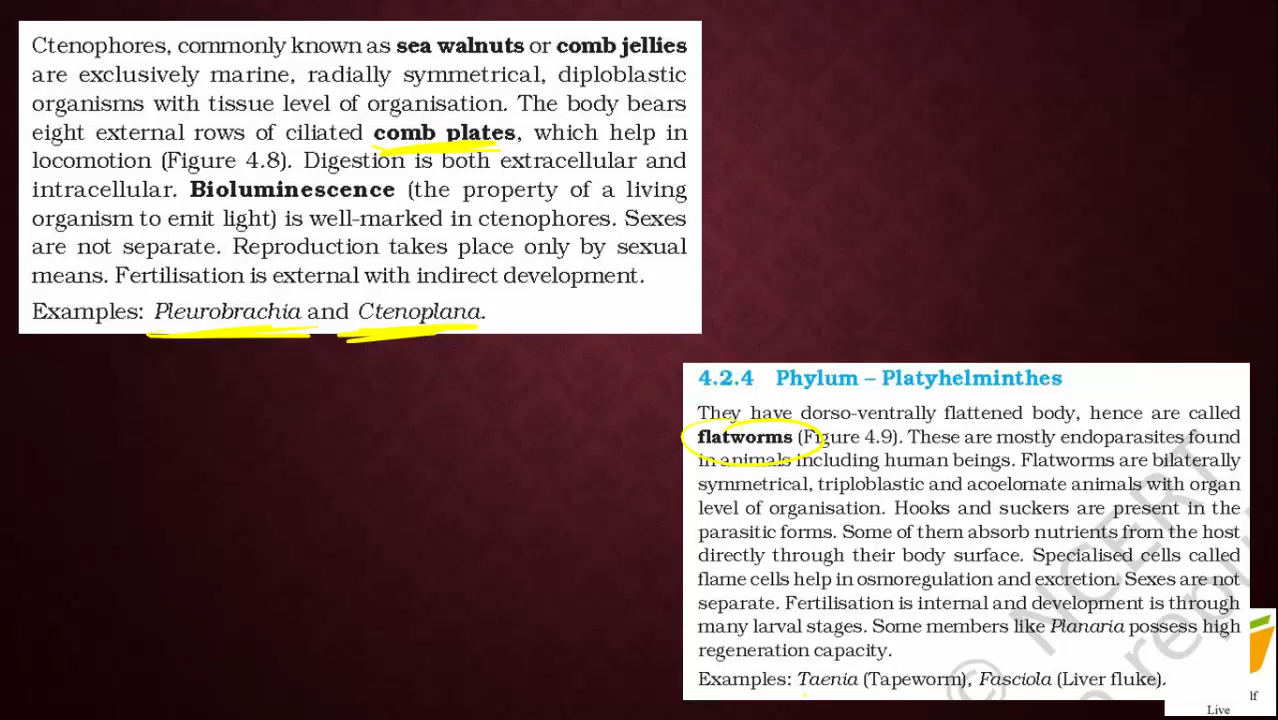 Ctenophores, commonly known as sea walnuts or comb jellies
are exclusively marine, radially symmetrical, diploblastic
organisms with tissue level of organisation. The body bears
eight external rows of ciliated comb plates, which help in
locomotion (Figure 4.8). Digestion is both extracellular and
intracellular. Bioluminescence (the property of a living
organism to emit light) is well-marked in ctenophores. Sexes
are not separate. Reproduction takes place only by sexual
means. Fertilisation is external with indirect development.
Examples: Pleurobrachia and Ctenoplana.
4.2.4 Phylum – Platyhelminthes
They have dorso-ventrally flattened body, hence are called
flatworms (Figure 4.9). These are mostly endoparasites found
in animals including human beings. Flatworms are bilaterally
symmetrical, triploblastic and acoelomate animals with organ
level of organisation. Hooks and suckers are present in the
parasitic forms. Some of them absorb nutrients from the host
directly through their body surface. Specialised cells called
flame cells help in osmoregulation and excretion. Sexes are not
separate. Fertilisation is internal and development is through
many larval stages. Some members like Planaria possess high
regeneration capacity.
Examples: Taenia (Tapeworm), Fasciola (Liver fluke).
© NCERT
lf
Live